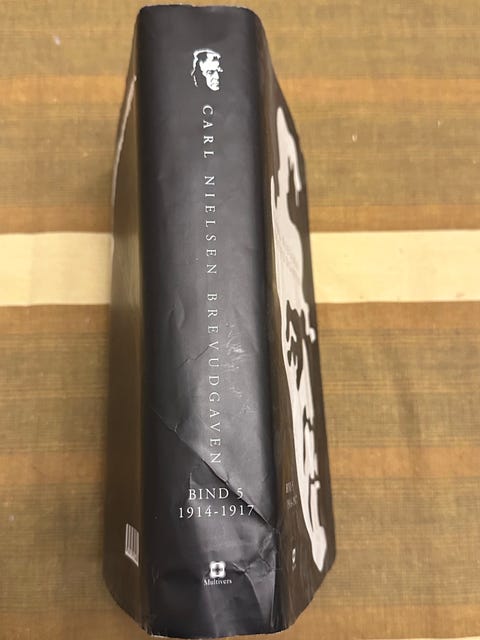 CARL NIELSEN BREVUDGAVEN
BIND 5
1914-1917
Multivers